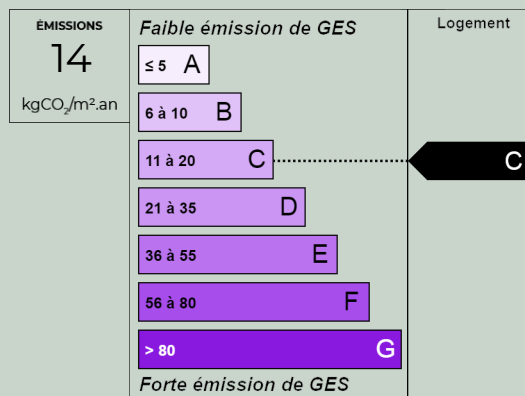 ÉMISSIONS
14
kgCO₂/m².an
Faible émission de GES
≤ 5 A
6 à 10 B
11 à 20 C
21 à 35 D
36 à 55 E
56 à 80 F
> 80 G
Forte émission de GES
Logement
C